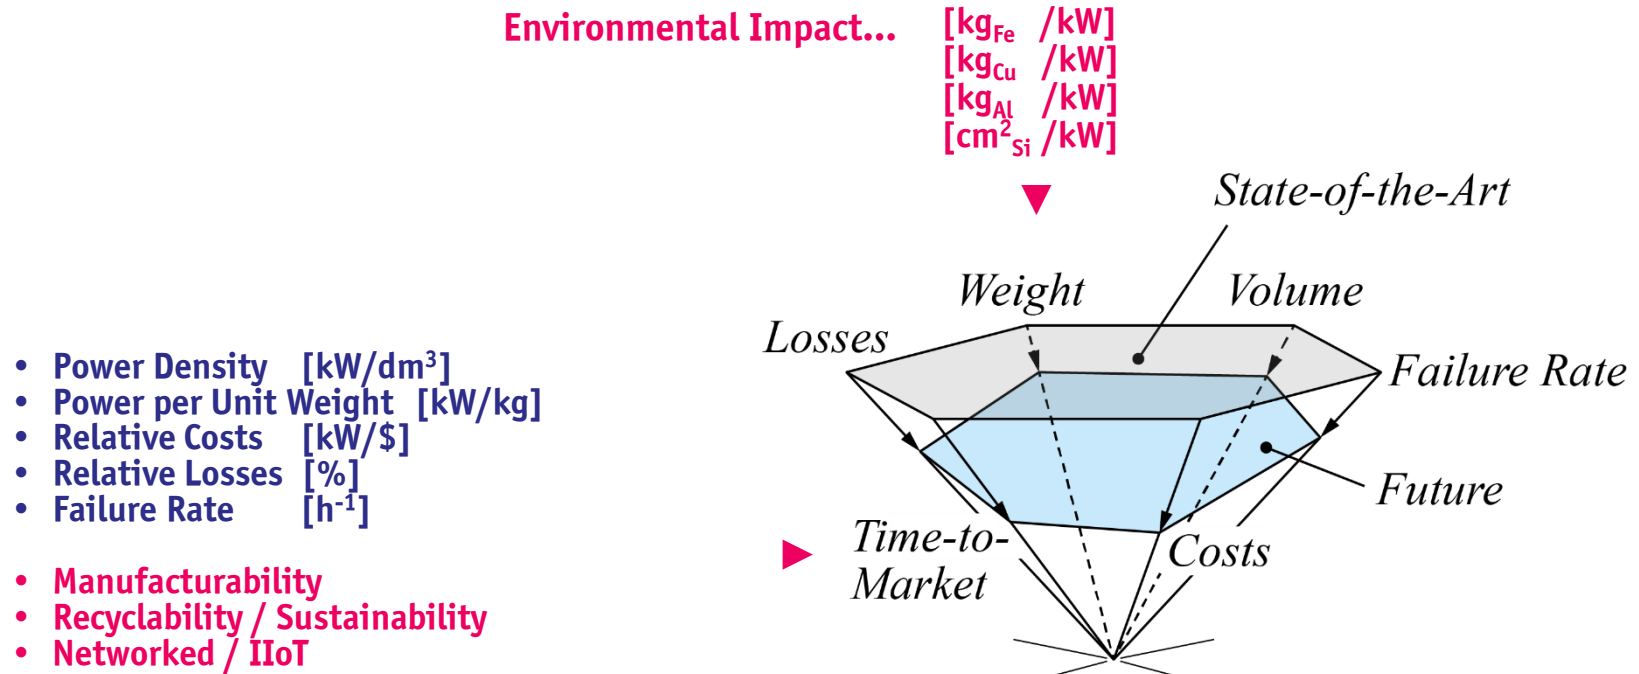 Environmental Impact... [kgFe /kW]
[kgCu /kW]
[kgAl /kW]
[cm²Si /kW]
State-of-the-Art
Weight
Volume
Losses
Failure Rate
Future
Time-to-
Market
Costs
• Power Density [kW/dm³]
• Power per Unit Weight [kW/kg]
• Relative Costs [kW/$]
• Relative Losses [%]
• Failure Rate [h⁻¹]
• Manufacturability
• Recyclability / Sustainability
• Networked / IIoT